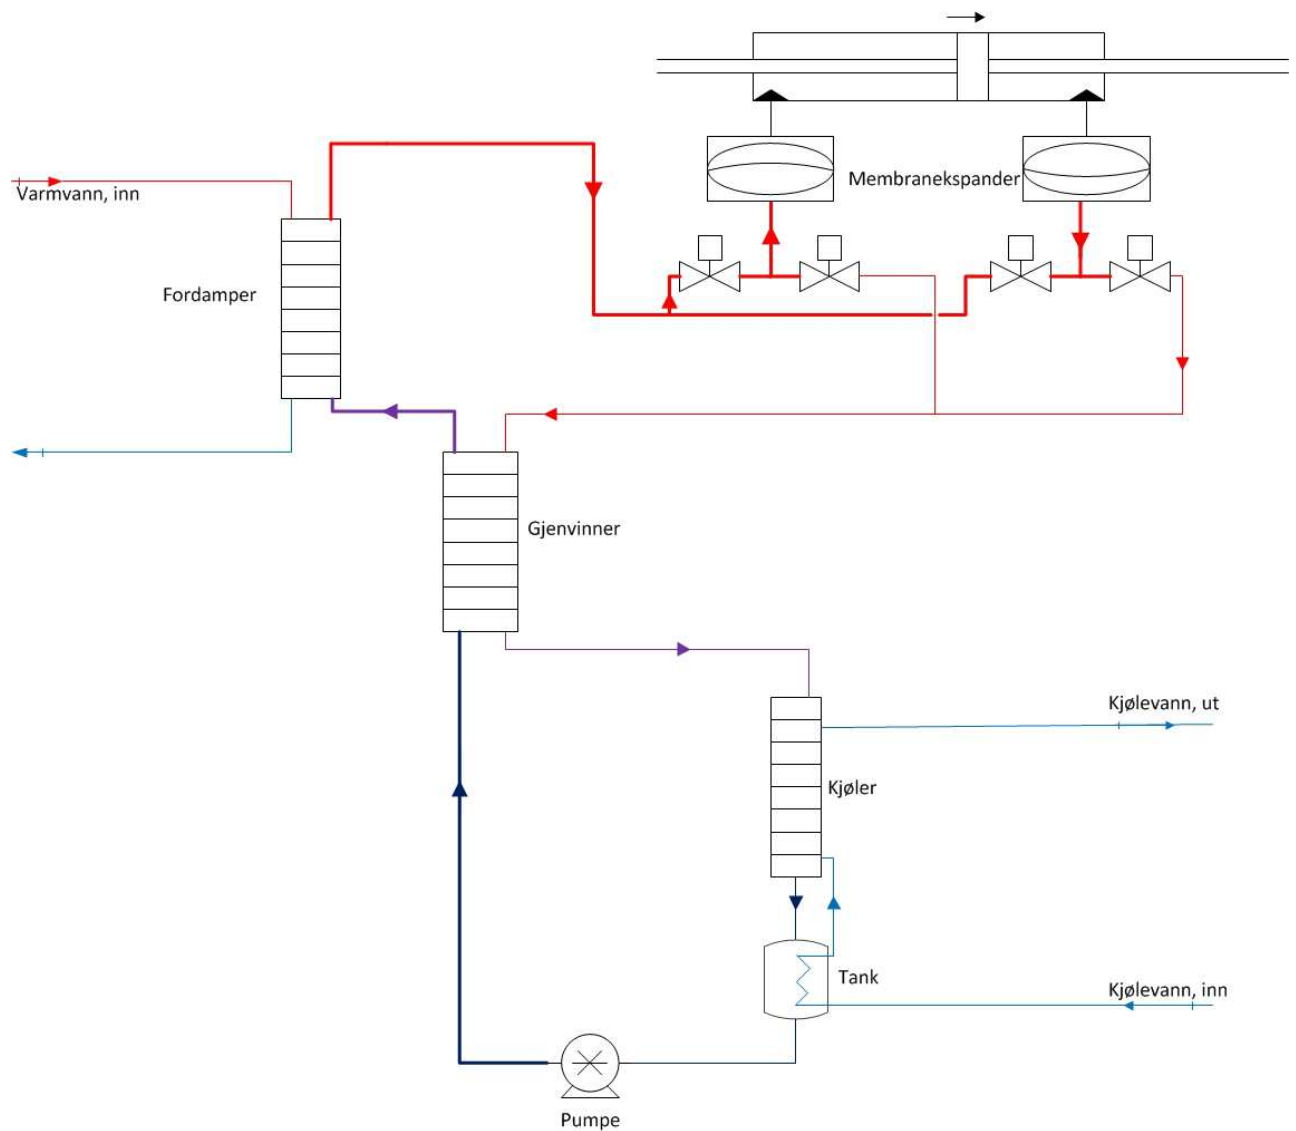 Varmvann, inn
Membranekspander
Fordamper
Gjenvinner
Kjølevann, ut
Kjøler
Tank
Kjølevann, inn
Pumpe